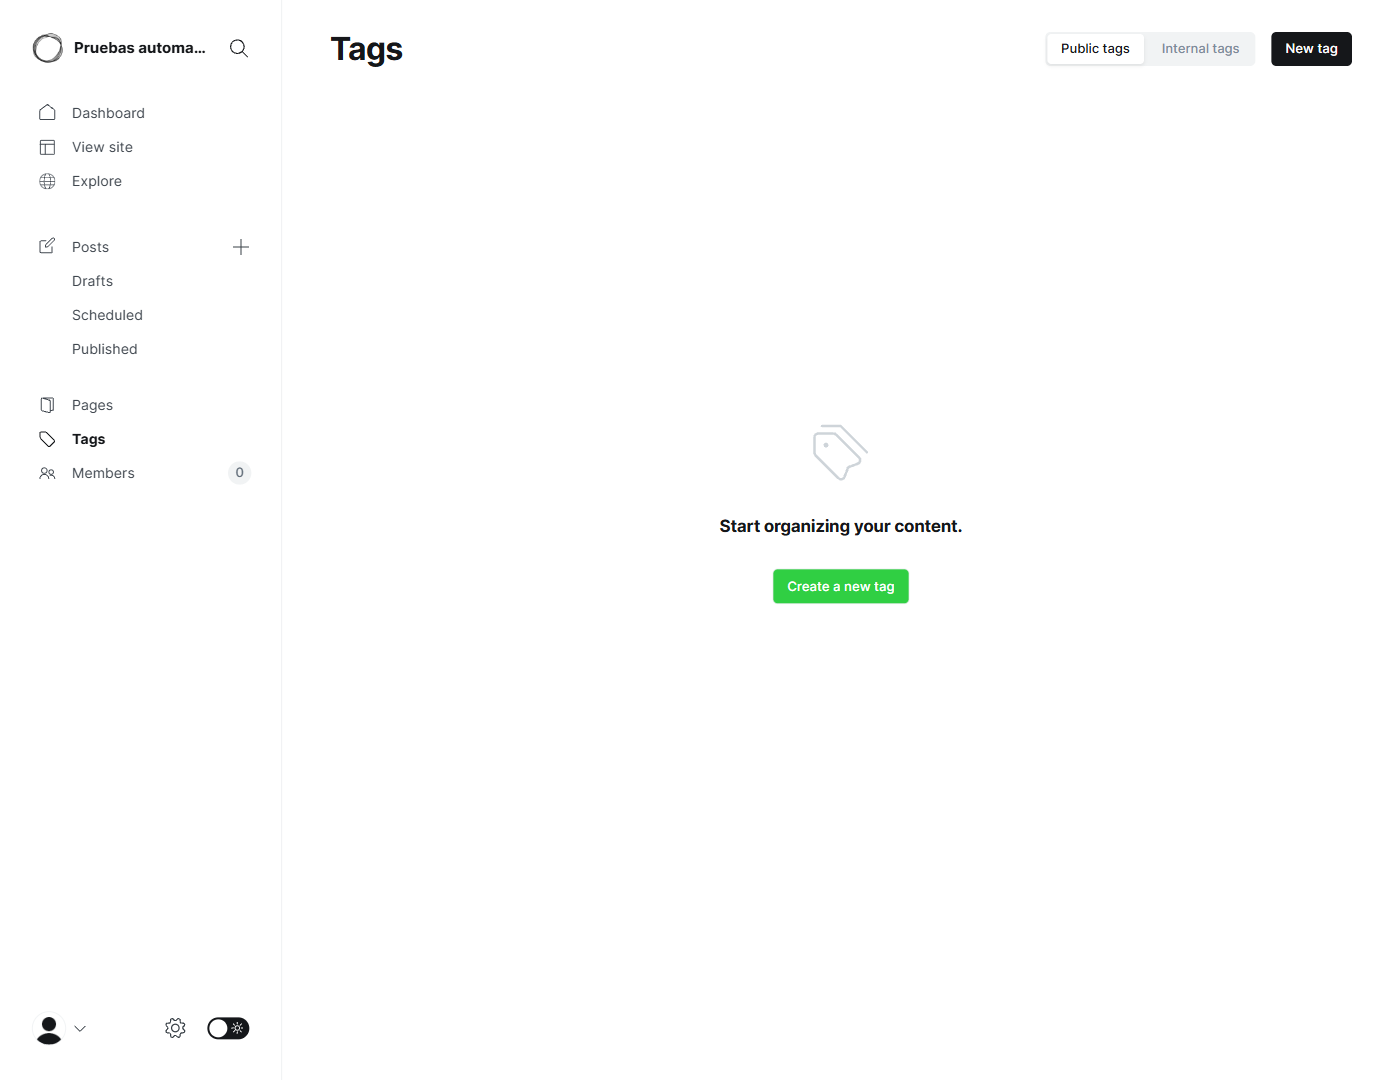 Pruebas automa...
Dashboard
View site
Explore
Posts
Drafts
Scheduled
Published
Pages
Tags
Members 0
Tags
Public tags
Internal tags
New tag
Start organizing your content.
Create a new tag